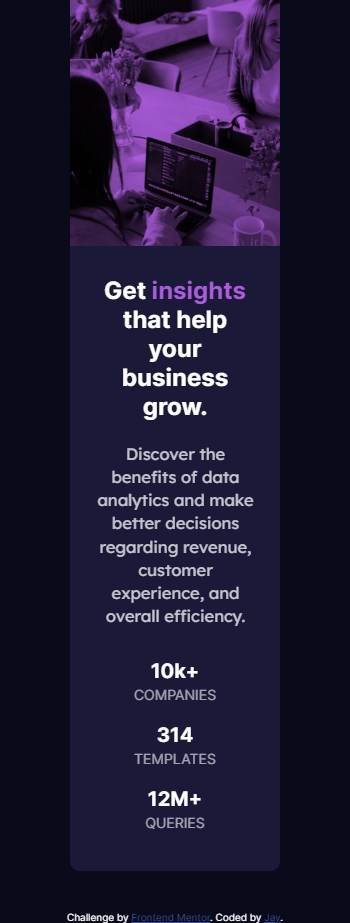 Get insights
that help
your
business
grow.
Discover the
benefits of data
analytics and make
better decisions
regarding revenue,
customer
experience, and
overall efficiency.
10k+
COMPANIES
314
TEMPLATES
12M+
QUERIES
Challenge by Frontend Mentor. Coded by Jay.